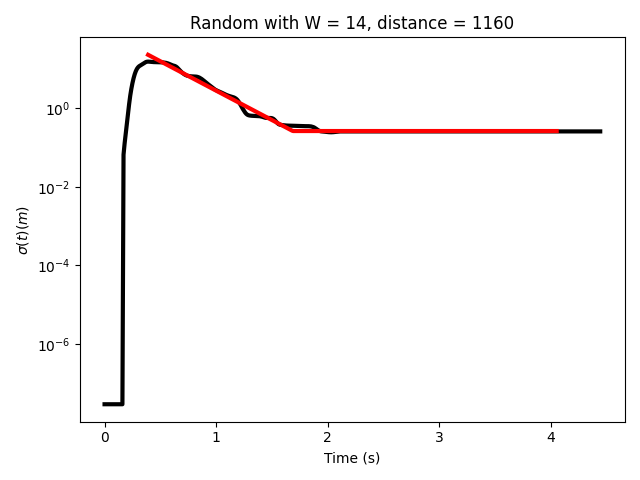 Random with W = 14, distance = 1160
σ(t)(m)
10⁰
10⁻²
10⁻⁴
10⁻⁶
0 1 2 3 4
Time (s)